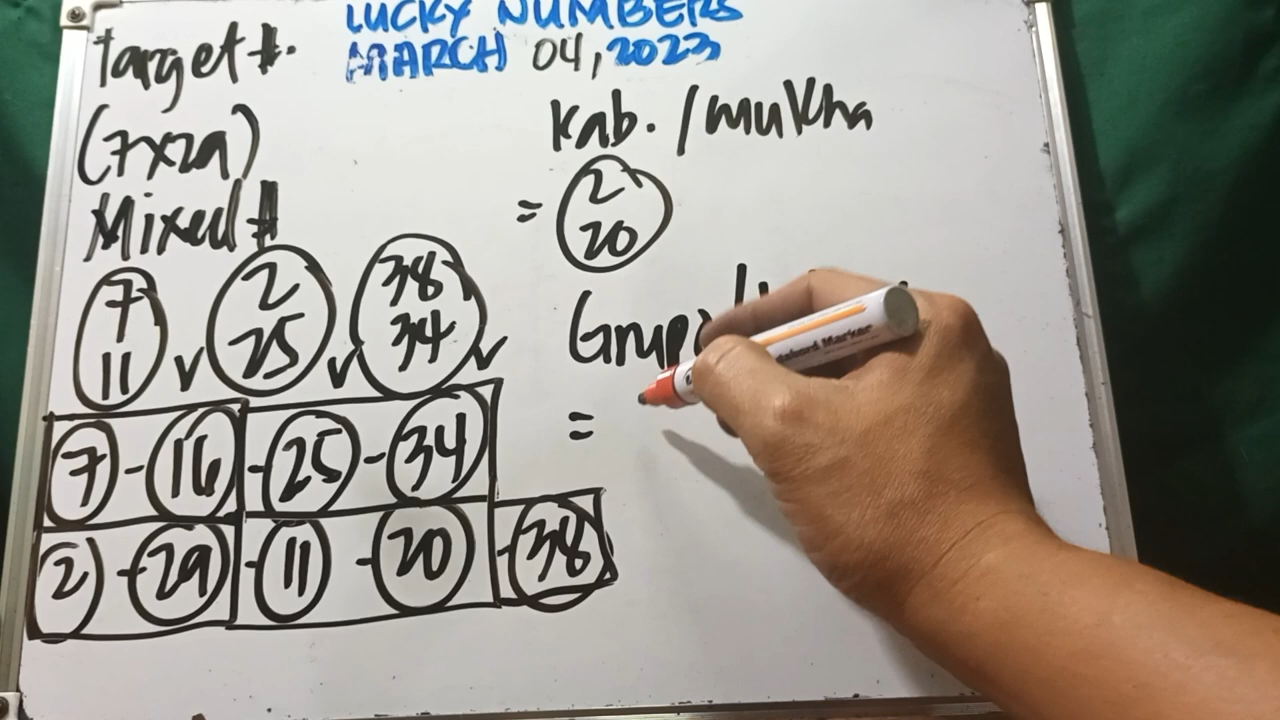 LUCKY NUMBERS
MARCH 04, 2023
Target #.
(7x29)
Mixed #
7
11
2
25
38
34
7 - 16 - 25 - 34
2 - 29 - 11 - 20 - 38
Kab. / mukha
= 2
20
Grupo/
=
Marker